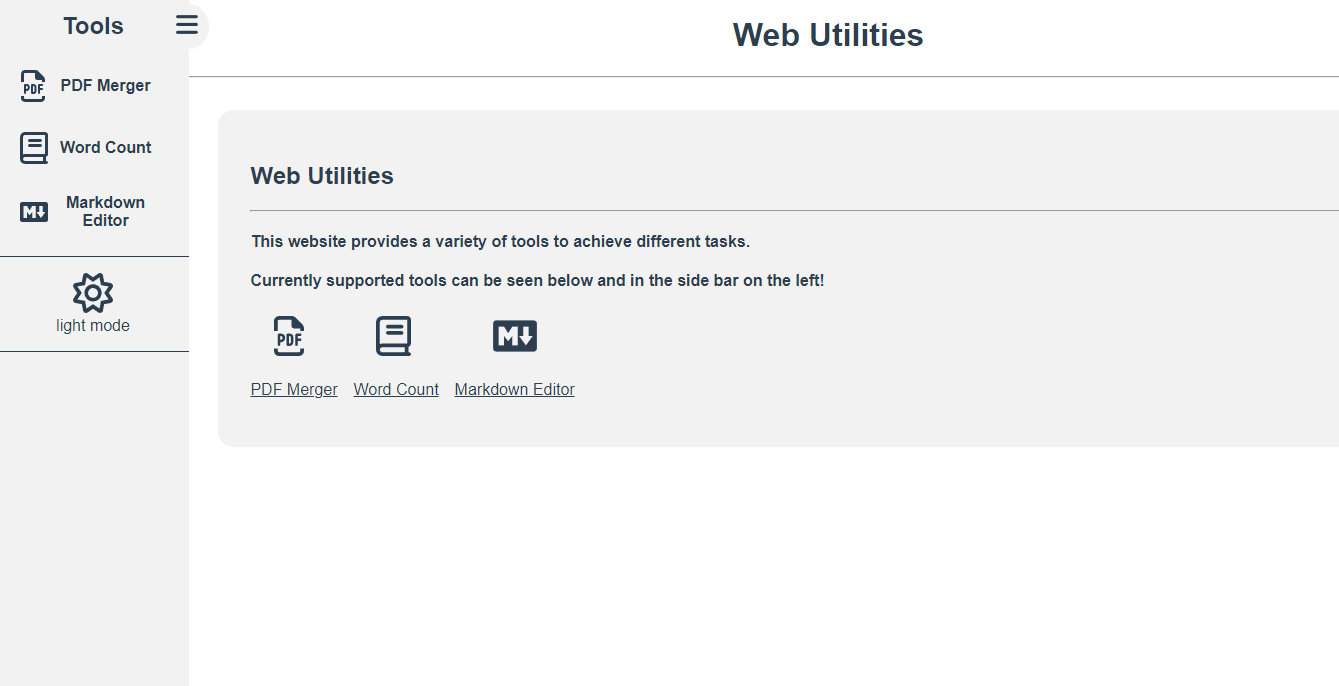 Tools
PDF
PDF Merger
Word Count
M
Markdown
Editor
light mode
Web Utilities
Web Utilities
This website provides a variety of tools to achieve different tasks.
Currently supported tools can be seen below and in the side bar on the left!
PDF M
PDF Merger Word Count Markdown Editor